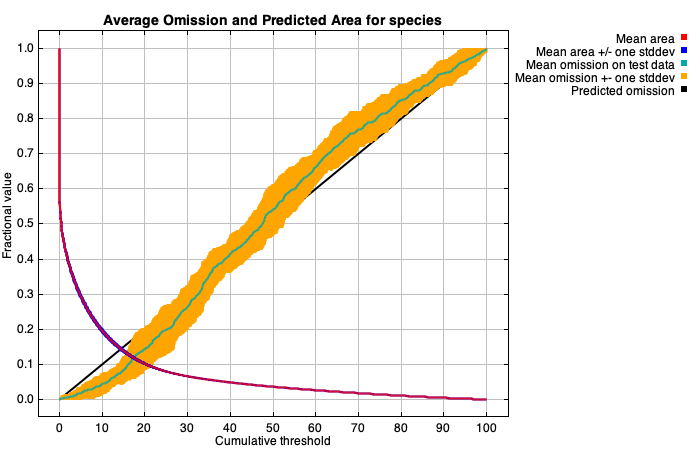 Average Omission and Predicted Area for species
Mean area
Mean area +/- one stddev
Mean omission on test data
Mean omission +- one stddev
Predicted omission
Fractional value
1.0
0.9
0.8
0.7
0.6
0.5
0.4
0.3
0.2
0.1
0.0
0 10 20 30 40 50 60 70 80 90 100
Cumulative threshold